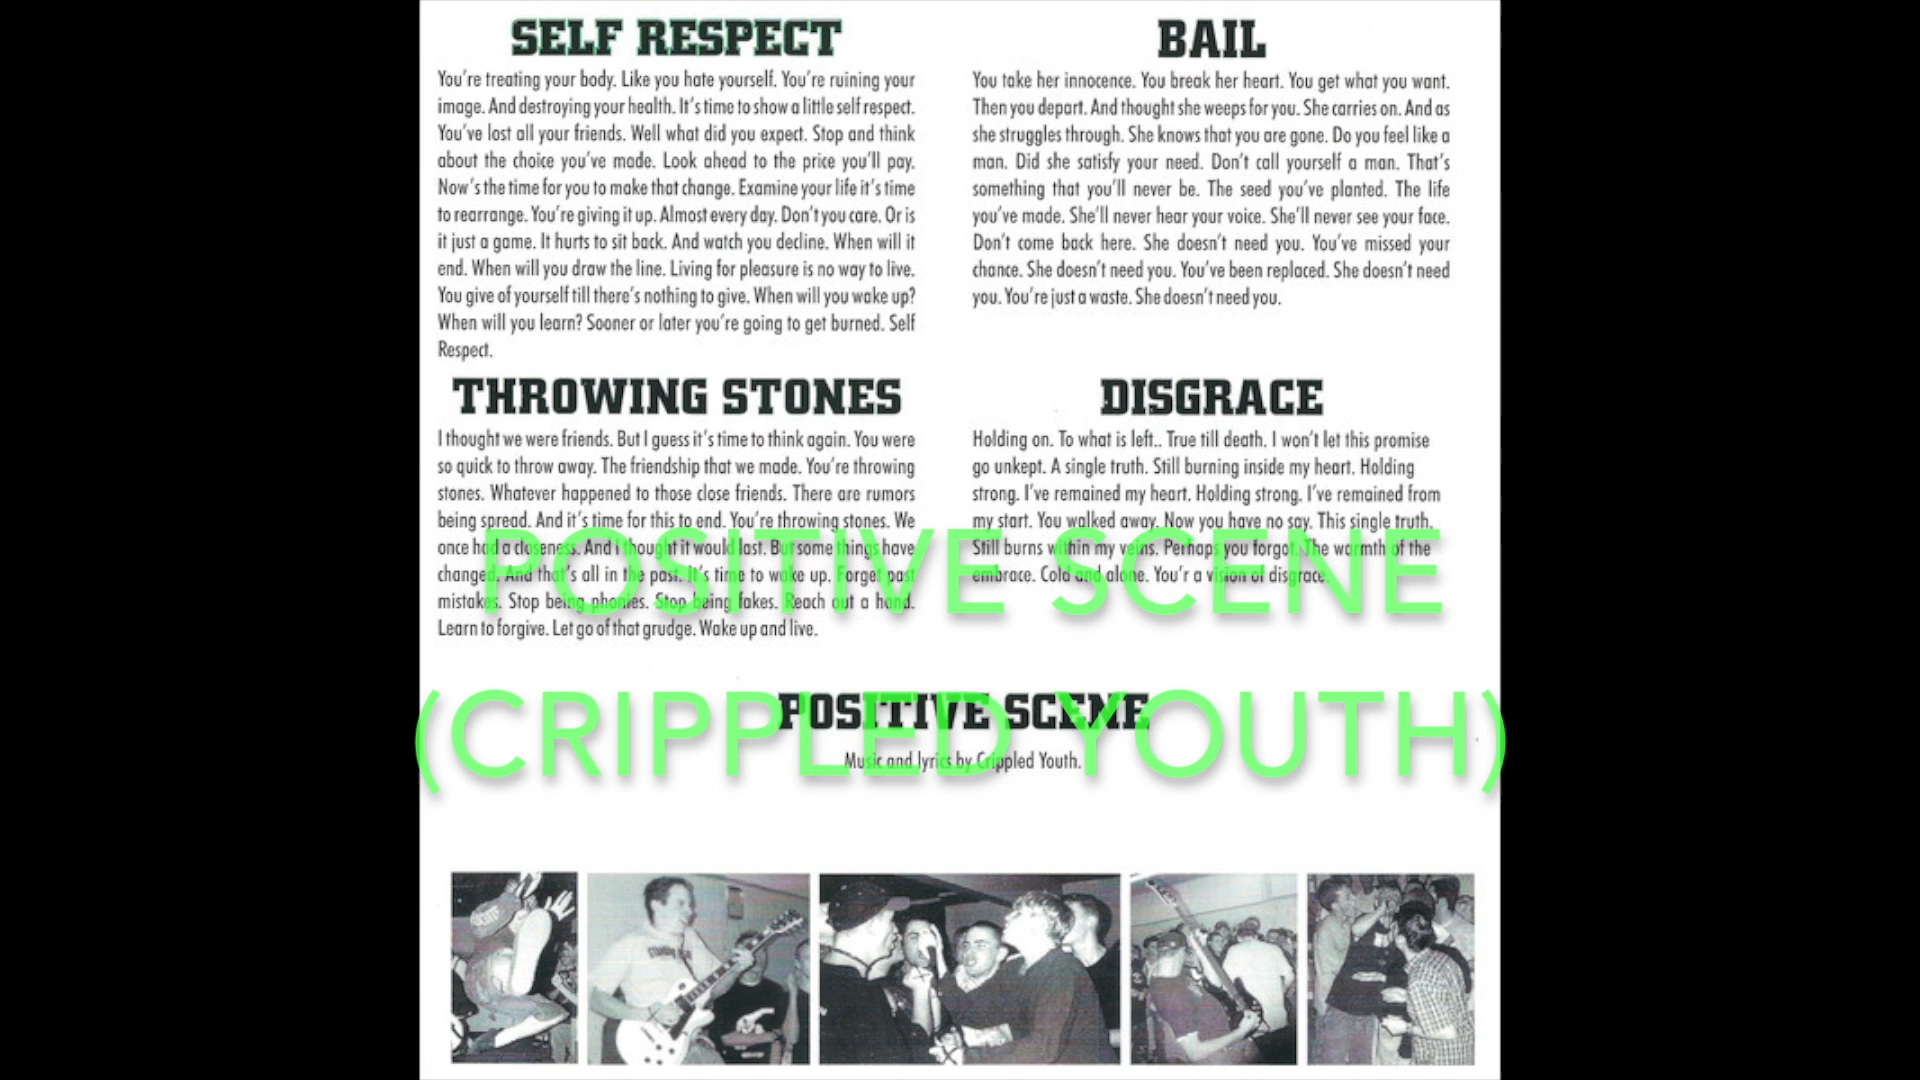 SELF RESPECT
You're treating your body. Like you hate yourself. You're ruining your
image. And destroying your health. It's time to show a little self respect.
You've lost all your friends. Well what did you expect. Stop and think
about the choice you've made. Look ahead to the price you'll pay.
Now's the time for you to make that change. Examine your life it's time
to rearrange. You're giving it up. Almost every day. Don't you care. Or is
it just a game. It hurts to sit back. And watch you decline. When will it
end. When will you draw the line. Living for pleasure is no way to live.
You give of yourself till there's nothing to give. When will you wake up?
When will you learn? Sooner or later you're going to get burned. Self
Respect.
BAIL
You take her innocence. You break her heart. You get what you want.
Then you depart. And thought she weeps for you. She carries on. And as
she struggles through. She knows that you are gone. Do you feel like a
man. Did she satisfy your need. Don't call yourself a man. That's
something that you'll never be. The seed you've planted. The life
you've made. She'll never hear your voice. She'll never see your face.
Don't come back here. She doesn't need you. You've missed your
chance. She doesn't need you. You've been replaced. She doesn't need
you. You're just a waste. She doesn't need you.
THROWING STONES
I thought we were friends. But I guess it's time to think again. You were
so quick to throw away. The friendship that we made. You're throwing
stones. Whatever happened to those close friends. There are rumors
being spread. And it's time for this to end. You're throwing stones. We
once had a closeness. And I thought it would last. But some things have
changed. And that's all in the past. It's time to wake up. Forget past
mistakes. Stop being phonies. Stop being fakes. Reach out a hand.
Learn to forgive. Let go of that grudge. Wake up and live.
DISGRACE
Holding on. To what is left.. True till death. I won't let this promise
go unkept. A single truth. Still burning inside my heart. Holding
strong. I've remained my heart. Holding strong. I've remained from
my start. You walked away. Now you have no say. This single truth.
Still burns within my veins. Perhaps you forgot. The warmth of the
embrace. Cold and alone. You'r a vision of disgrace.
POSITIVE SCENE
(CRIPPLED YOUTH)
POSITIVE SCENE
Music and lyrics by Crippled Youth.